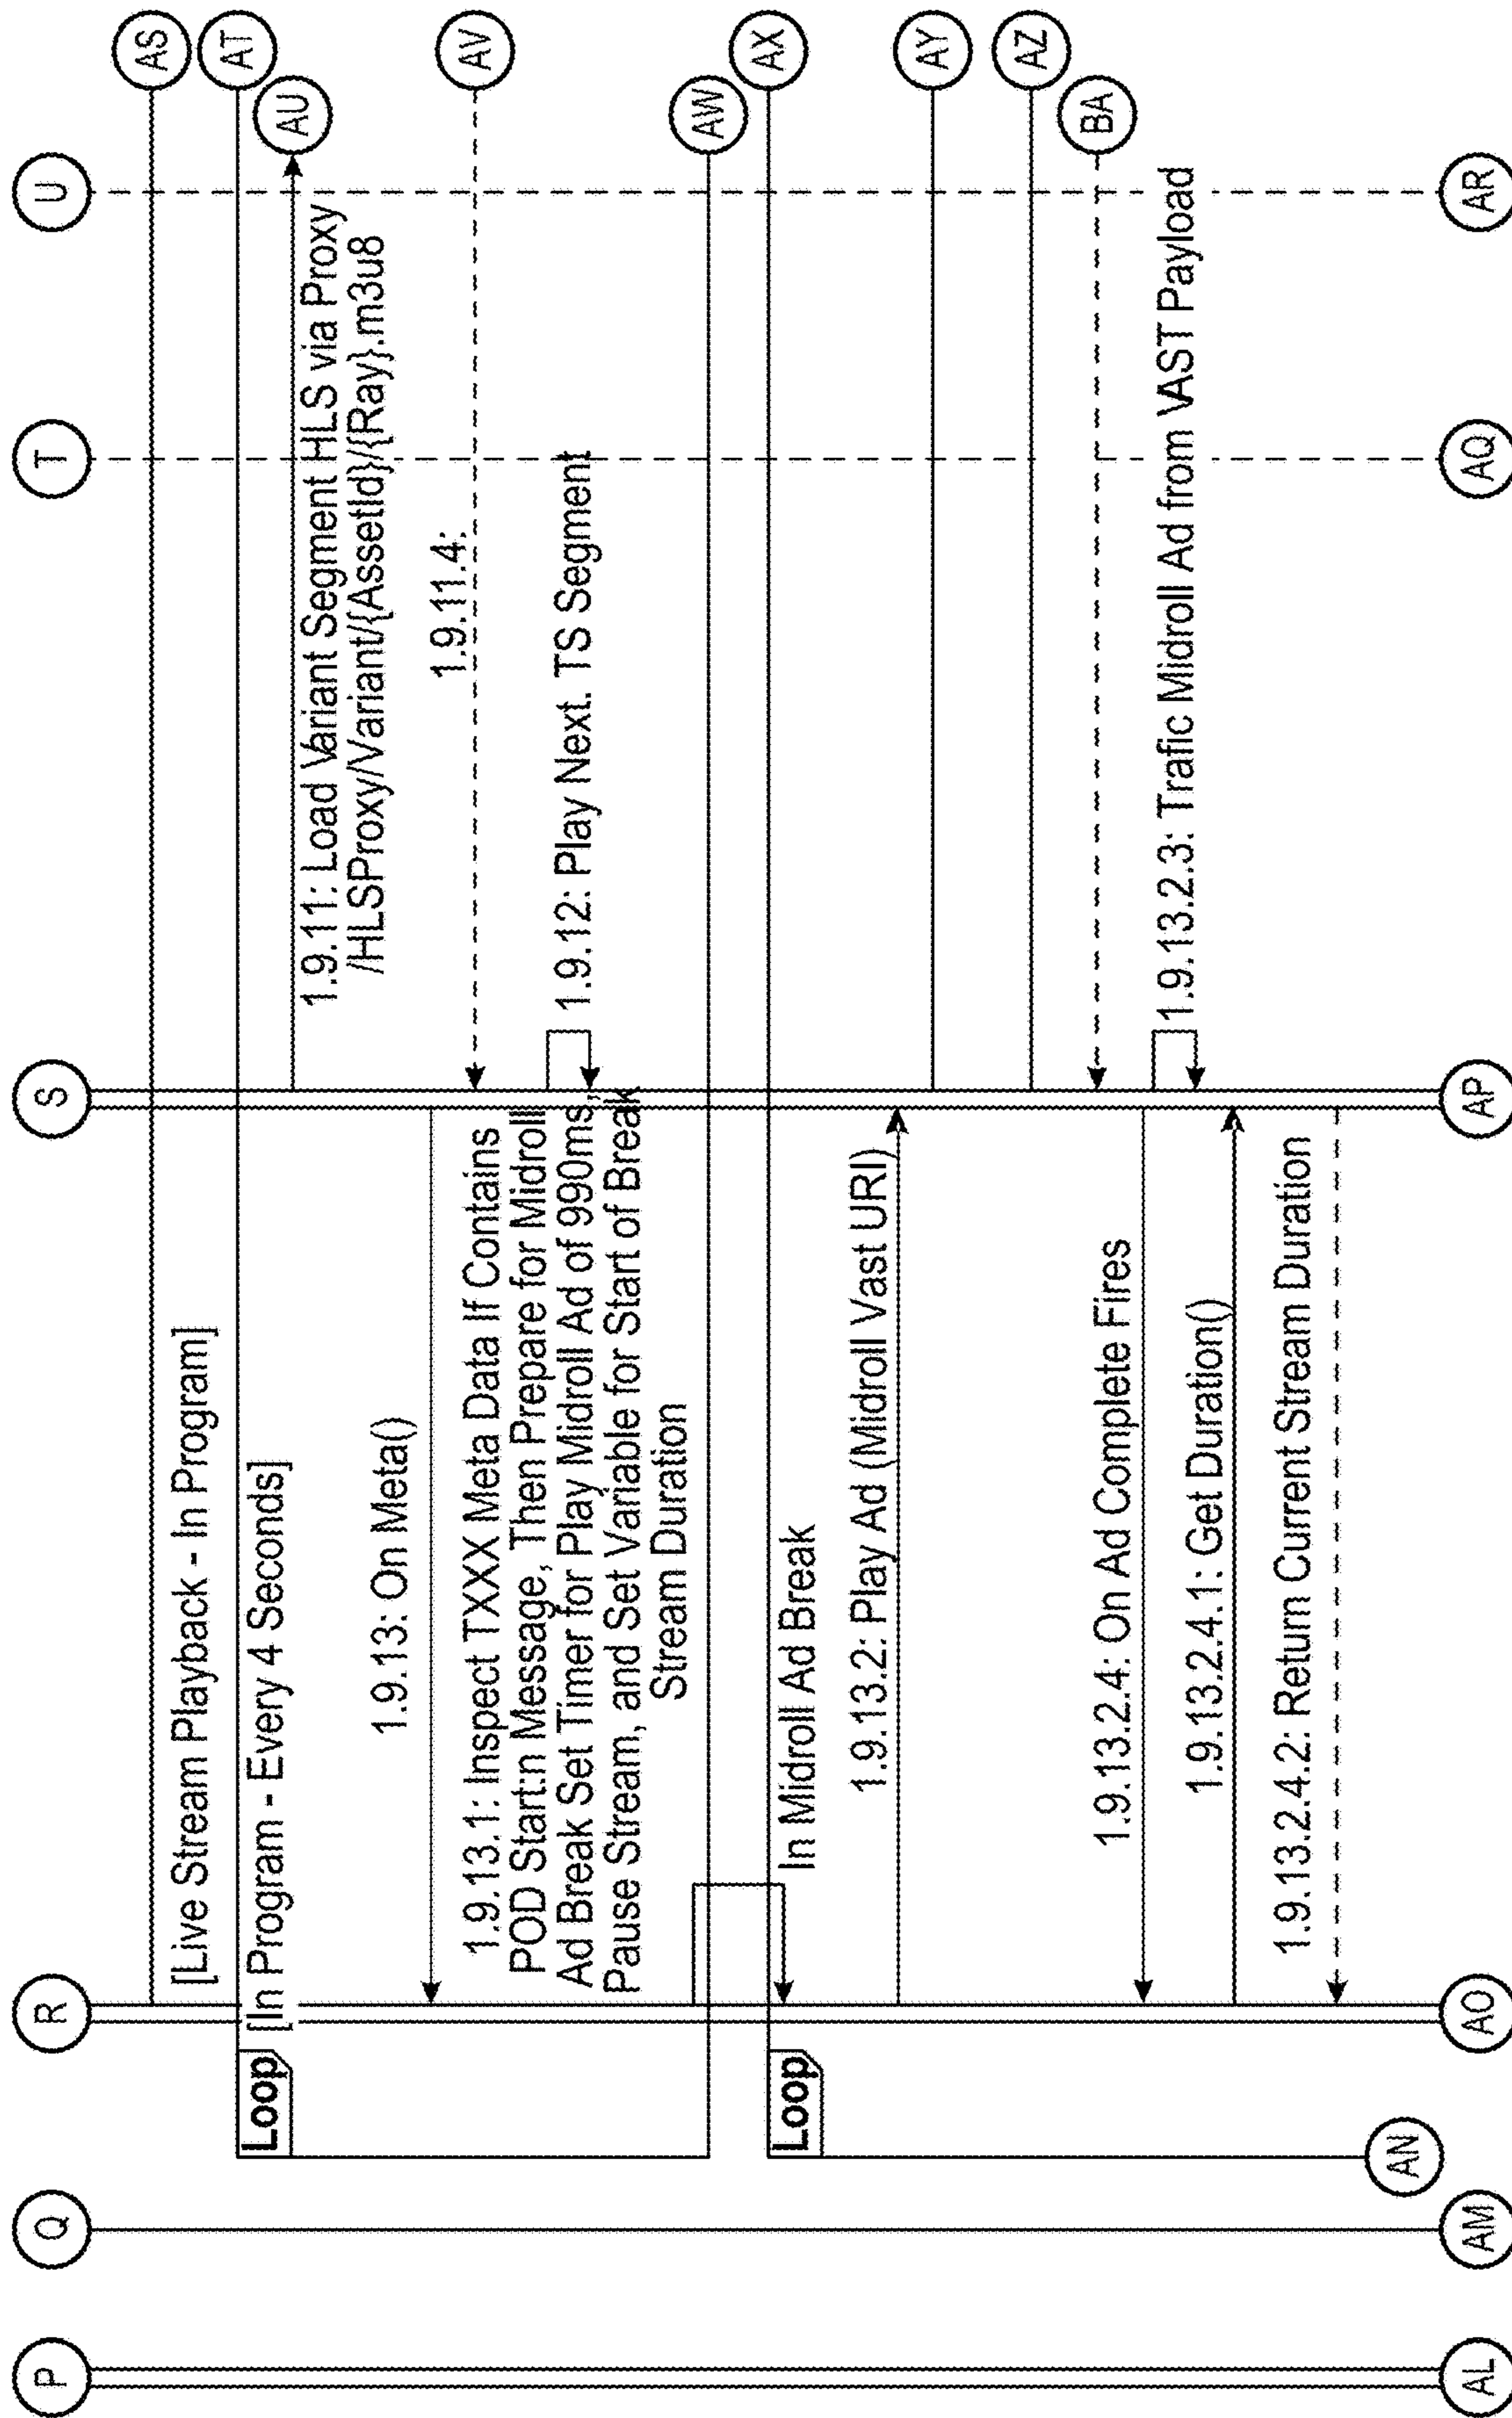 P
Q
R
S
T
U
AS
[Live Stream Playback - In Program]
AT
Loop
[In Program - Every 4 Seconds]
AU
1.9.11: Load Variant Segment HLS via Proxy
/HLSProxy/Variant/{AssetId}/{Ray}.m3u8
1.9.13: On Meta()
1.9.11.4:
AV
1.9.13.1: Inspect TXXX Meta Data If Contains
POD Start:n Message, Then Prepare for Midroll
Ad Break Set Timer for Play Midroll Ad of 990ms,
Pause Stream, and Set Variable for Start of Break
Stream Duration
1.9.12: Play Next. TS Segment
AW
AX
Loop
In Midroll Ad Break
1.9.13.2: Play Ad (Midroll Vast URI)
AY
AZ
BA
1.9.13.2.4: On Ad Complete Fires
1.9.13.2.3: Trafic Midroll Ad from VAST Payload
1.9.13.2.4.1: Get Duration()
1.9.13.2.4.2: Return Current Stream Duration
AN
AL
AM
AO
AP
AQ
AR